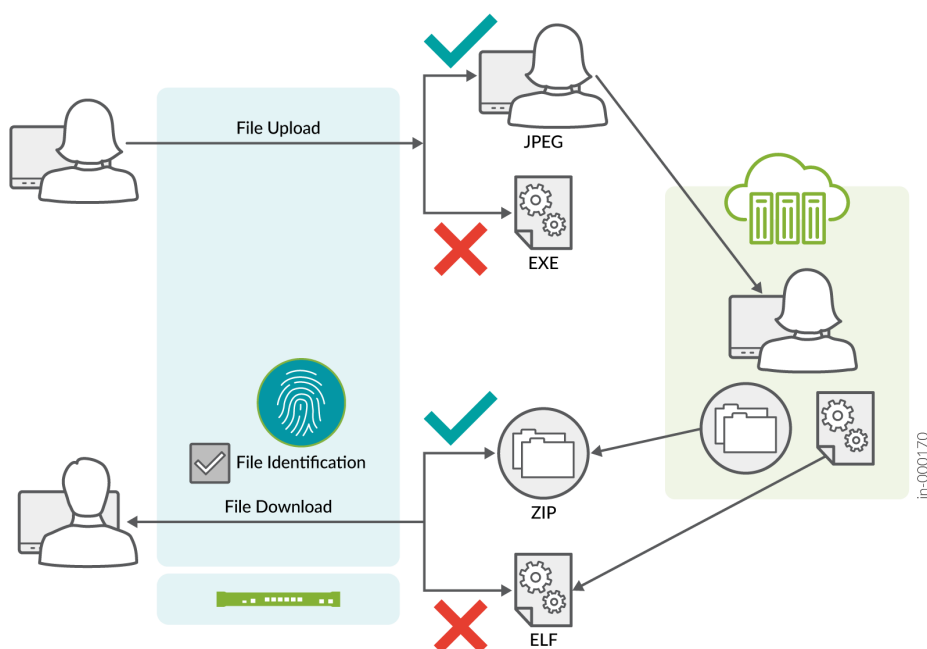 File Upload
JPEG
EXE
File Identification
File Download
ZIP
ELF
jn-000170